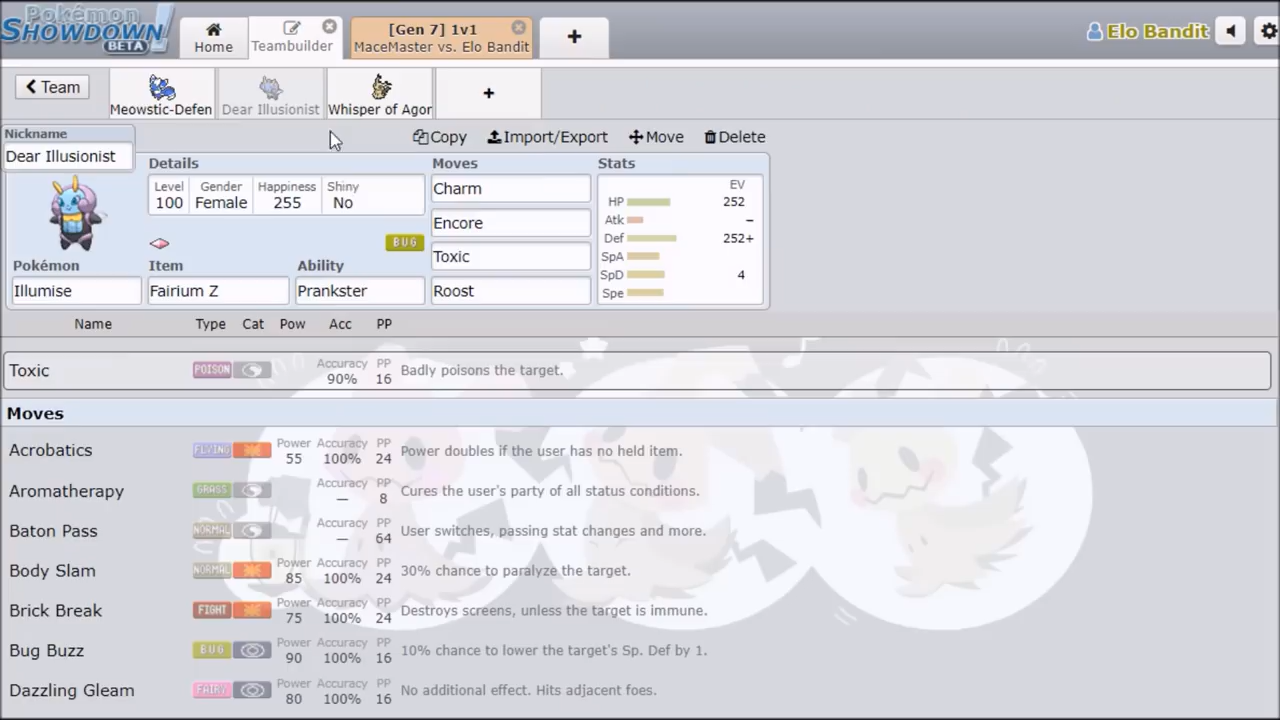 Pokémon
SHOWDOWN!
BETA
Home
Teambuilder
[Gen 7] 1v1
MaceMaster vs. Elo Bandit
+
Elo Bandit
Team
Meowstic-Defen
Dear Illusionist
Whisper of Agor
+
Nickname
Dear Illusionist
Copy
Import/Export
Move
Delete
Details
Level Gender Happiness Shiny
100 Female 255 No
BUG
Pokémon
Illumise
Item
Fairium Z
Ability
Prankster
Moves
Charm
Encore
Toxic
Roost
Stats
EV
HP 252
Atk –
Def 252+
SpA
SpD 4
Spe
Name Type Cat Pow Acc PP
Toxic POISON Accuracy 90% PP 16 Badly poisons the target.
Moves
Acrobatics FLYING Power 55 Accuracy 100% PP 24 Power doubles if the user has no held item.
Aromatherapy GRASS Accuracy — PP 8 Cures the user's party of all status conditions.
Baton Pass NORMAL Accuracy — PP 64 User switches, passing stat changes and more.
Body Slam NORMAL Power 85 Accuracy 100% PP 24 30% chance to paralyze the target.
Brick Break FIGHT Power 75 Accuracy 100% PP 24 Destroys screens, unless the target is immune.
Bug Buzz BUG Power 90 Accuracy 100% PP 16 10% chance to lower the target's Sp. Def by 1.
Dazzling Gleam FAIRY Power 80 Accuracy 100% PP 16 No additional effect. Hits adjacent foes.